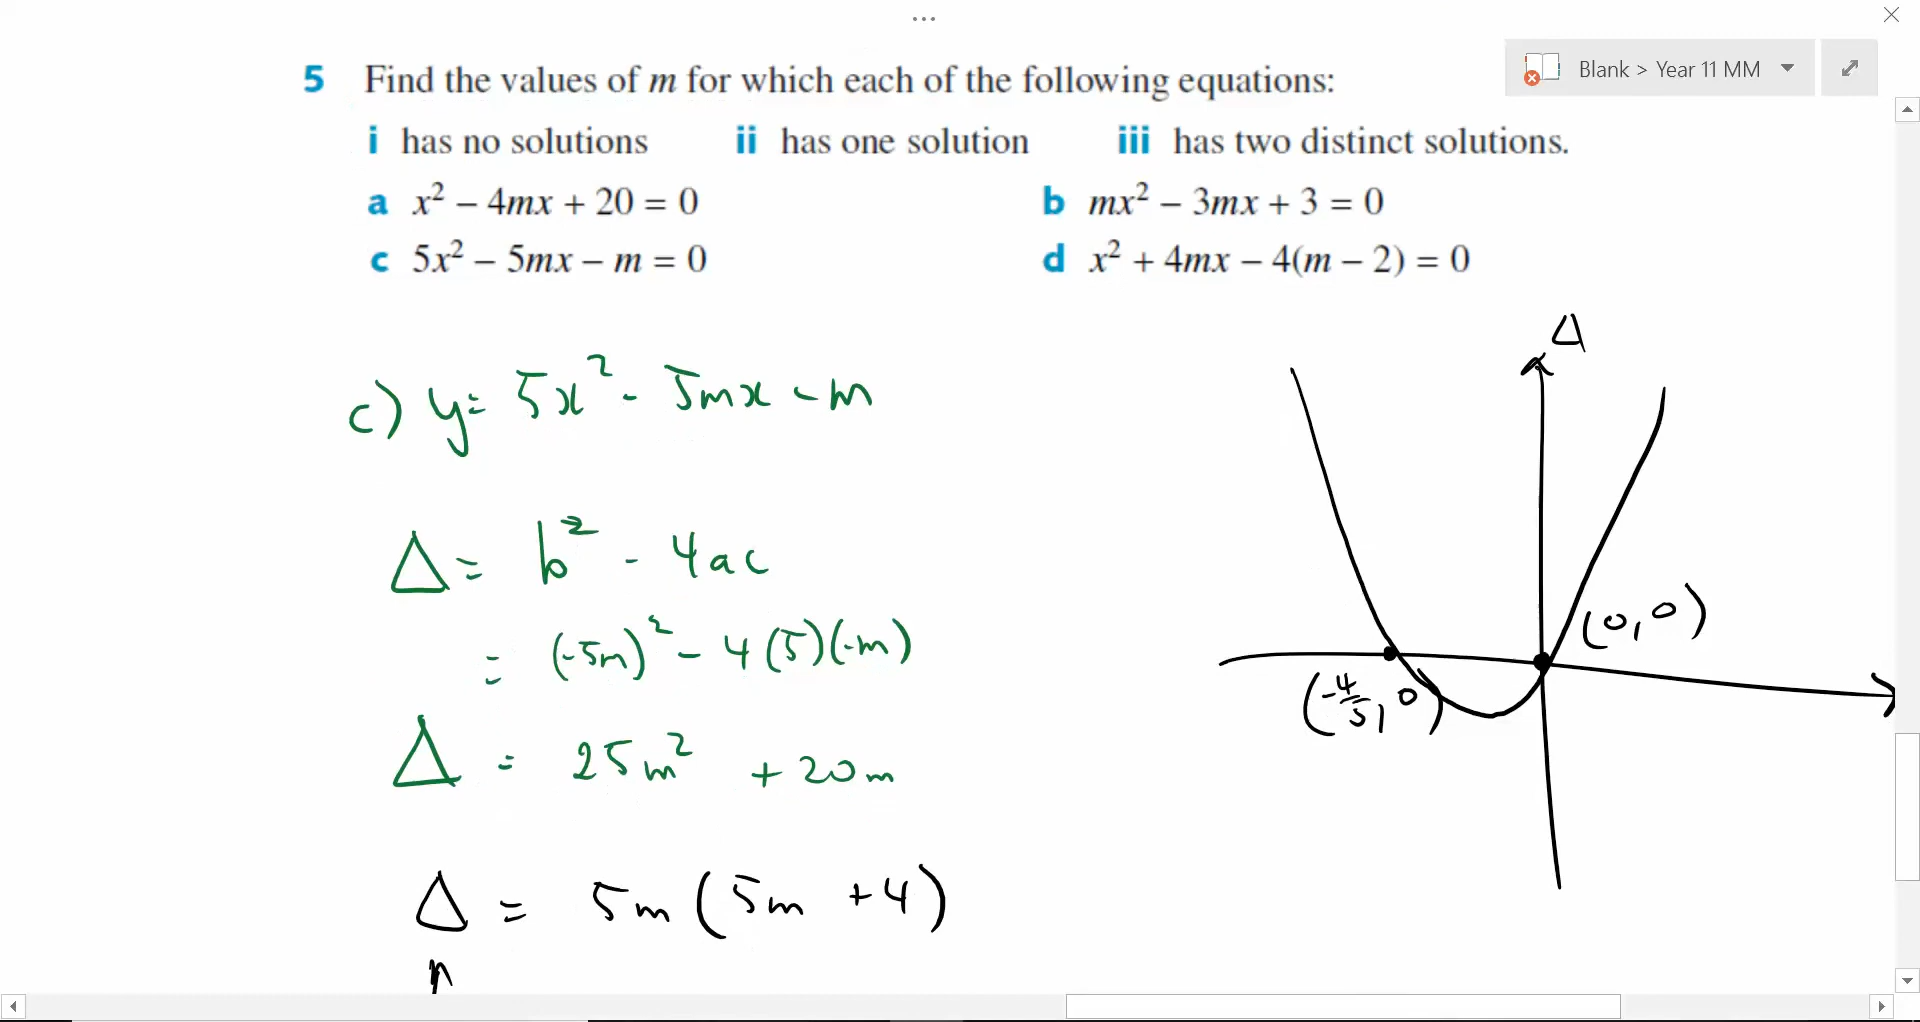 Blank > Year 11 MM
5 Find the values of m for which each of the following equations:
i has no solutions ii has one solution iii has two distinct solutions.
a x² – 4mx + 20 = 0 b mx² – 3mx + 3 = 0
c 5x² – 5mx – m = 0 d x² + 4mx – 4(m – 2) = 0
c) y = 5x² - 5mx - m
Δ = b² - 4ac
= (-5m)² - 4(5)(-m)
Δ = 25m² + 20m
Δ = 5m(5m + 4)
Δ
(0, 0)
(-4/5, 0)